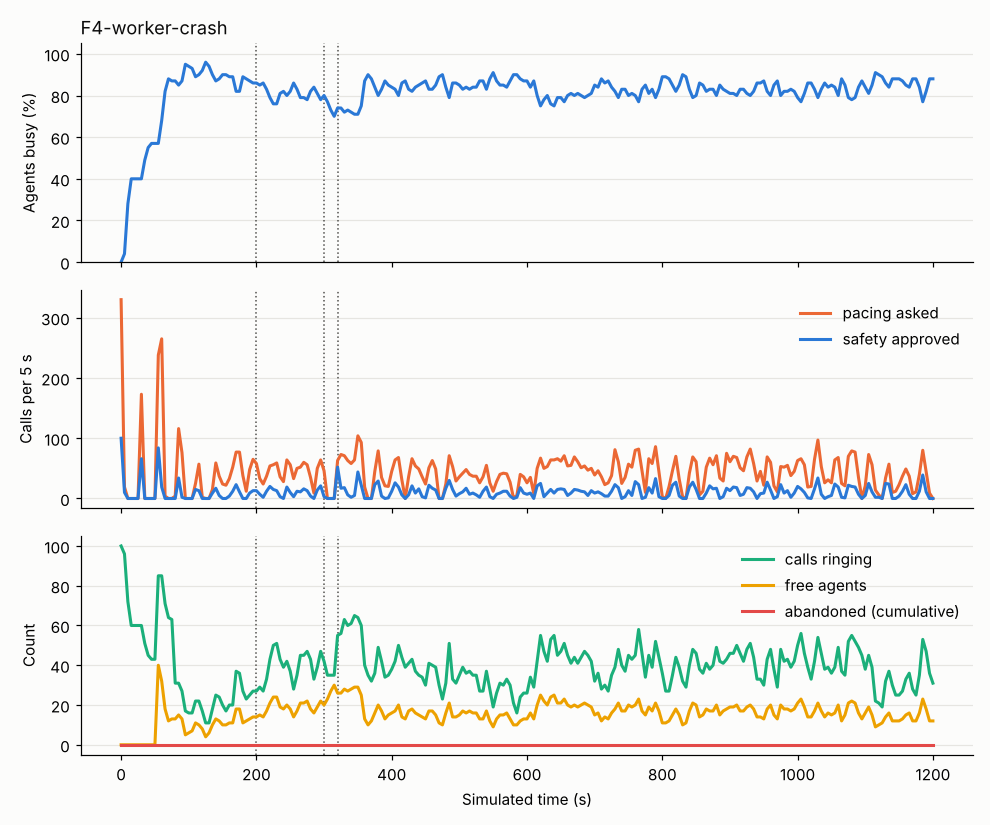 F4-worker-crash
Agents busy (%)
100
80
60
40
20
0
Calls per 5 s
300
200
100
0
pacing asked
safety approved
Count
100
80
60
40
20
0
calls ringing
free agents
abandoned (cumulative)
0 200 400 600 800 1000 1200
Simulated time (s)